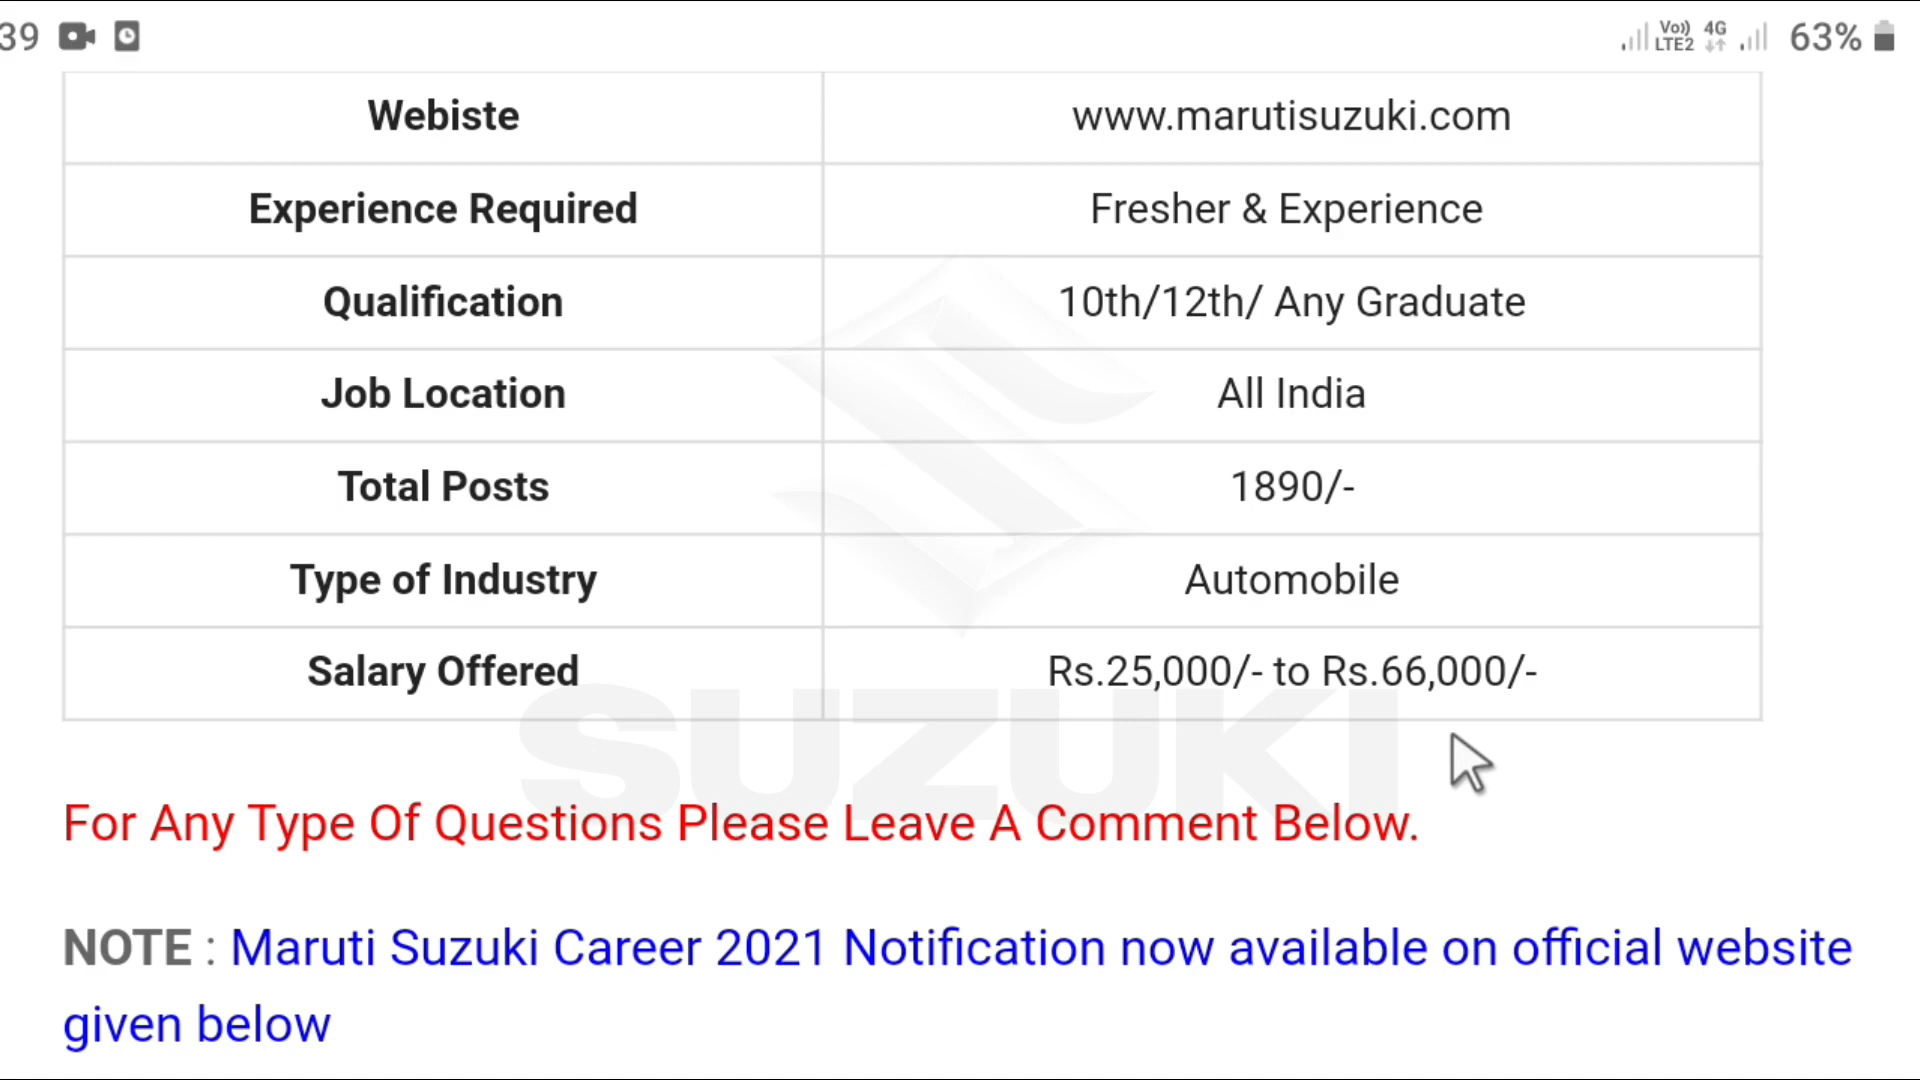 39 Vo)) LTE2 4G 63%
Webiste www.marutisuzuki.com
Experience Required Fresher & Experience
Qualification 10th/12th/ Any Graduate
Job Location All India
Total Posts 1890/-
Type of Industry Automobile
Salary Offered Rs.25,000/- to Rs.66,000/-
SUZUKI
For Any Type Of Questions Please Leave A Comment Below.
NOTE : Maruti Suzuki Career 2021 Notification now available on official website
given below